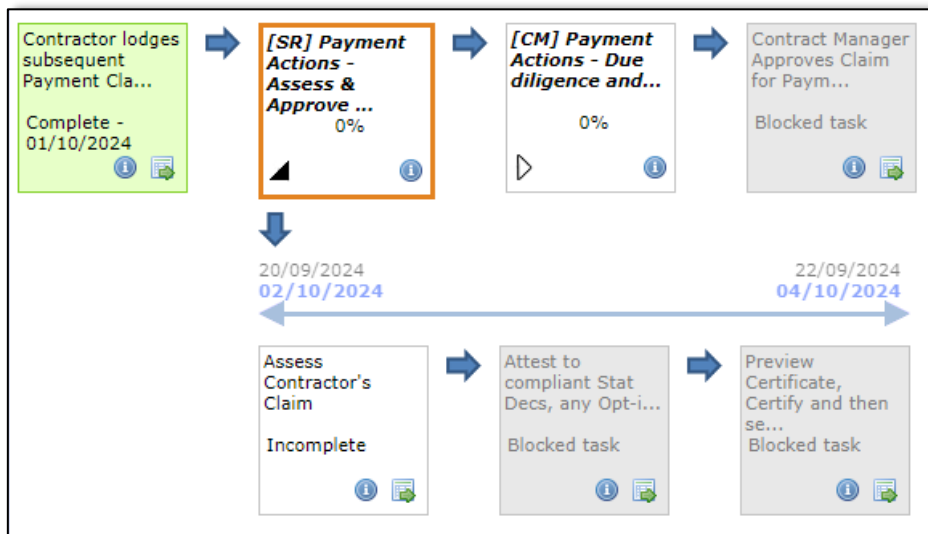 Contractor lodges
subsequent
Payment Cla...
Complete -
01/10/2024
[SR] Payment
Actions -
Assess &
Approve ...
0%
[CM] Payment
Actions - Due
diligence and...
0%
Contract Manager
Approves Claim
for Paym...
Blocked task
20/09/2024
02/10/2024
22/09/2024
04/10/2024
Assess
Contractor's
Claim
Incomplete
Attest to
compliant Stat
Decs, any Opt-i...
Blocked task
Preview
Certificate,
Certify and then
se...
Blocked task